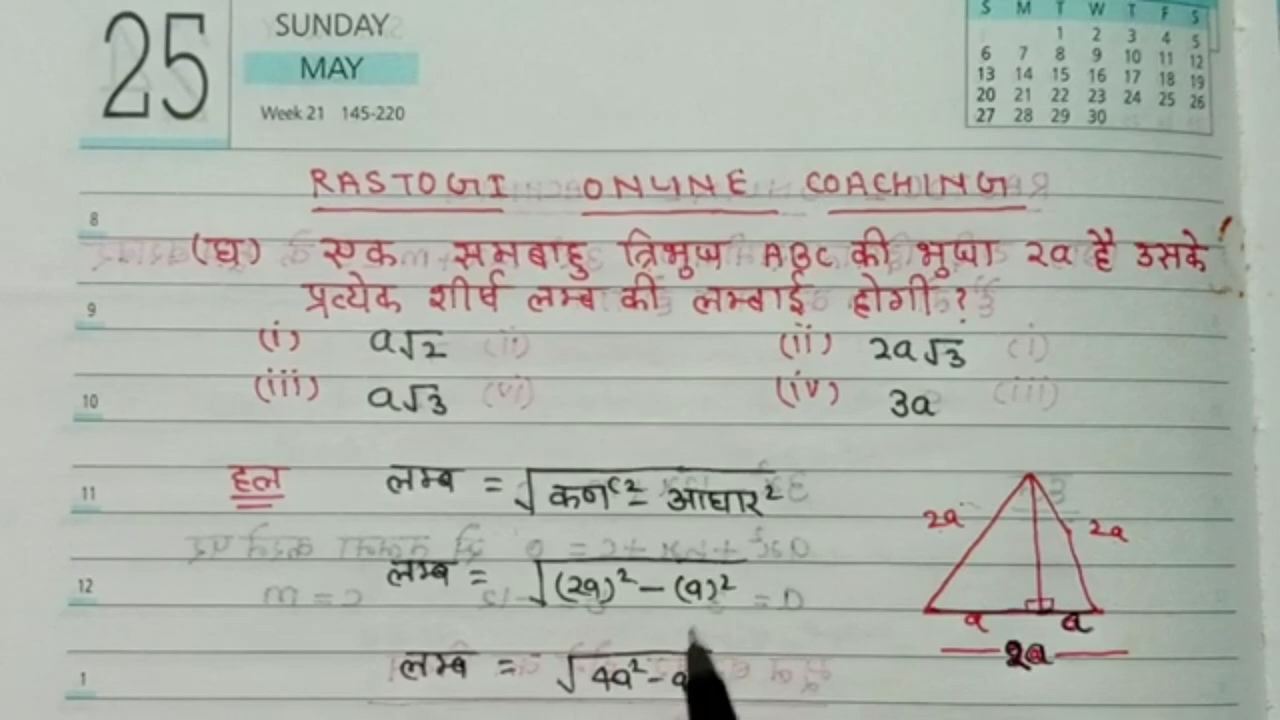 25
SUNDAY
MAY
Week 21 145-220
S M T W T F S
1 2 3 4 5
6 7 8 9 10 11 12
13 14 15 16 17 18 19
20 21 22 23 24 25 26
27 28 29 30
RASTOGI ONLINE COACHING
8
(घ) एक समबाहु त्रिभुज ABC की भुजा 2a है उसके
प्रत्येक शीर्ष लम्ब की लम्बाई होगी?
9
(i) a√2 (ii) 2a√3
(iii) a√3 (iv) 3a
10
हल लम्ब = √कर्ण² - आधार²
11
2a 2a
लम्ब = √(2a)² - (a)²
12
a a
2a
लम्ब = √4a² - a
1